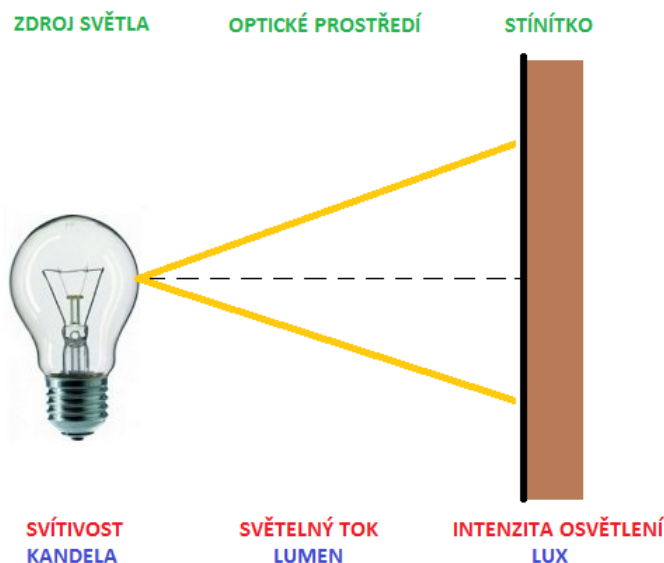 ZDROJ SVĚTLA
OPTICKÉ PROSTŘEDÍ
STÍNÍTKO
SVÍTIVOST
KANDELA
SVĚTELNÝ TOK
LUMEN
INTENZITA OSVĚTLENÍ
LUX